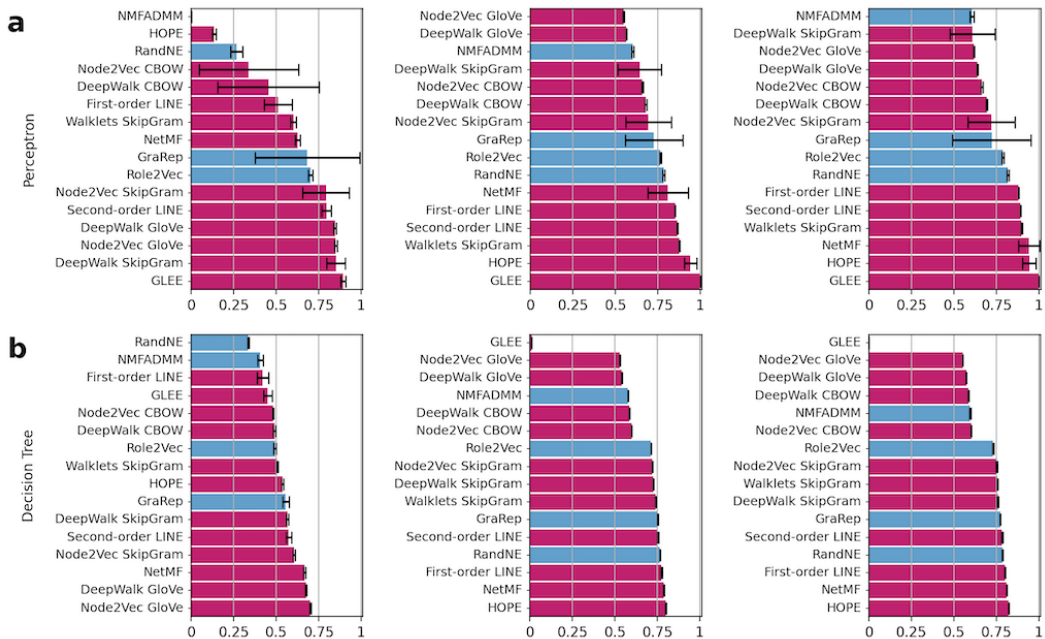 a
Perceptron
NMFADMM
HOPE
RandNE
Node2Vec CBOW
DeepWalk CBOW
First-order LINE
Walklets SkipGram
NetMF
GraRep
Role2Vec
Node2Vec SkipGram
Second-order LINE
DeepWalk GloVe
Node2Vec GloVe
DeepWalk SkipGram
GLEE
0 0.25 0.5 0.75 1
Node2Vec GloVe
DeepWalk GloVe
NMFADMM
DeepWalk SkipGram
Node2Vec CBOW
DeepWalk CBOW
Node2Vec SkipGram
GraRep
Role2Vec
RandNE
NetMF
First-order LINE
Second-order LINE
Walklets SkipGram
HOPE
GLEE
0 0.25 0.5 0.75 1
NMFADMM
DeepWalk SkipGram
Node2Vec GloVe
DeepWalk GloVe
Node2Vec CBOW
DeepWalk CBOW
Node2Vec SkipGram
GraRep
Role2Vec
RandNE
First-order LINE
Second-order LINE
Walklets SkipGram
NetMF
HOPE
GLEE
0 0.25 0.5 0.75 1
b
Decision Tree
RandNE
NMFADMM
First-order LINE
GLEE
Node2Vec CBOW
DeepWalk CBOW
Role2Vec
Walklets SkipGram
HOPE
GraRep
DeepWalk SkipGram
Second-order LINE
Node2Vec SkipGram
NetMF
DeepWalk GloVe
Node2Vec GloVe
0 0.25 0.5 0.75 1
GLEE
Node2Vec GloVe
DeepWalk GloVe
NMFADMM
DeepWalk CBOW
Node2Vec CBOW
Role2Vec
Node2Vec SkipGram
DeepWalk SkipGram
Walklets SkipGram
GraRep
Second-order LINE
RandNE
First-order LINE
NetMF
HOPE
0 0.25 0.5 0.75 1
GLEE
Node2Vec GloVe
DeepWalk GloVe
DeepWalk CBOW
NMFADMM
Node2Vec CBOW
Role2Vec
Node2Vec SkipGram
Walklets SkipGram
DeepWalk SkipGram
GraRep
Second-order LINE
RandNE
First-order LINE
NetMF
HOPE
0 0.25 0.5 0.75 1